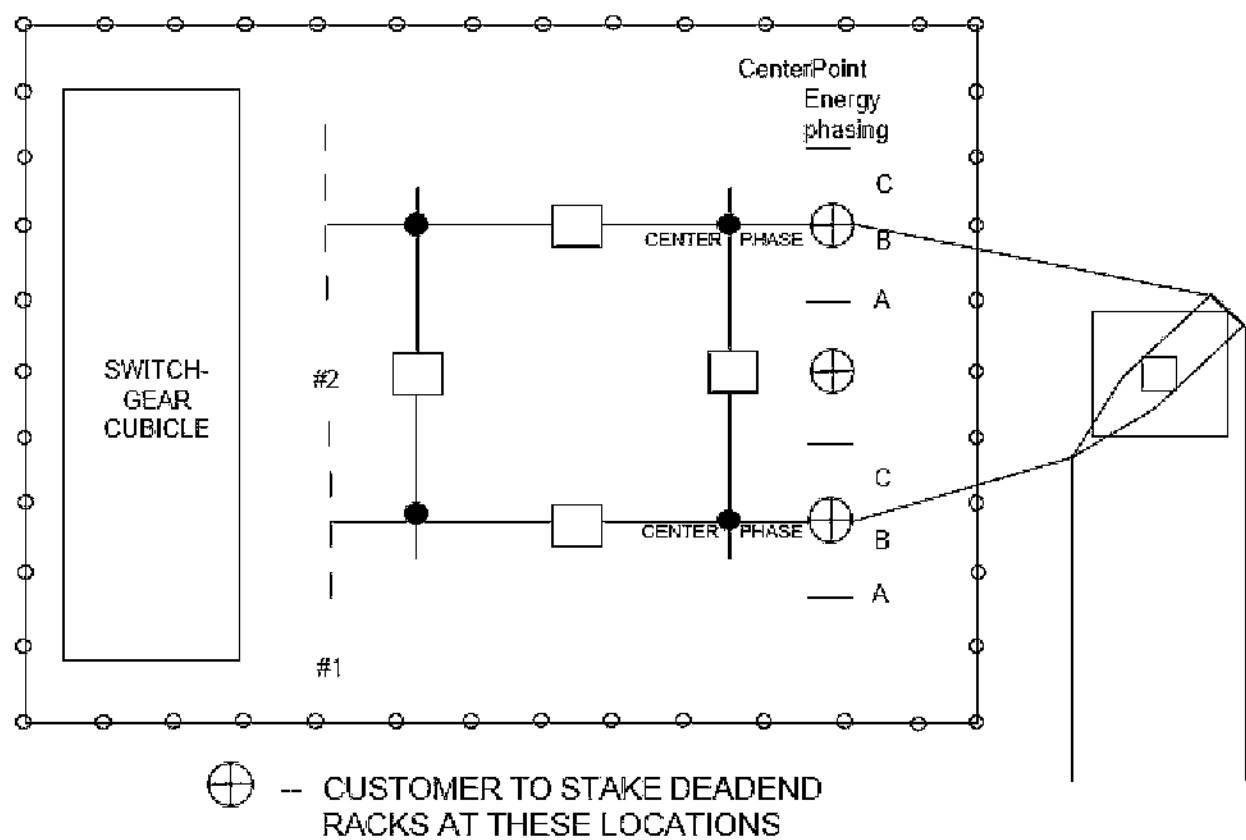 CenterPoint
Energy
phasing
C
CENTER PHASE
B
A
SWITCH-
GEAR
CUBICLE
#2
C
CENTER PHASE
B
A
#1
-- CUSTOMER TO STAKE DEADEND
RACKS AT THESE LOCATIONS